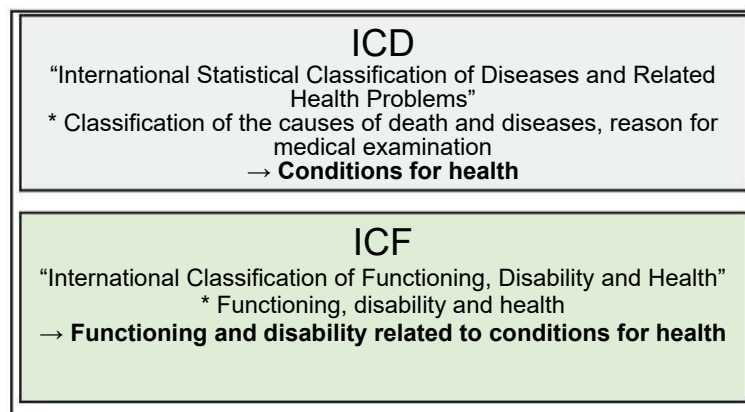 ICD
“International Statistical Classification of Diseases and Related
Health Problems”
* Classification of the causes of death and diseases, reason for
medical examination
→ Conditions for health
ICF
“International Classification of Functioning, Disability and Health”
* Functioning, disability and health
→ Functioning and disability related to conditions for health